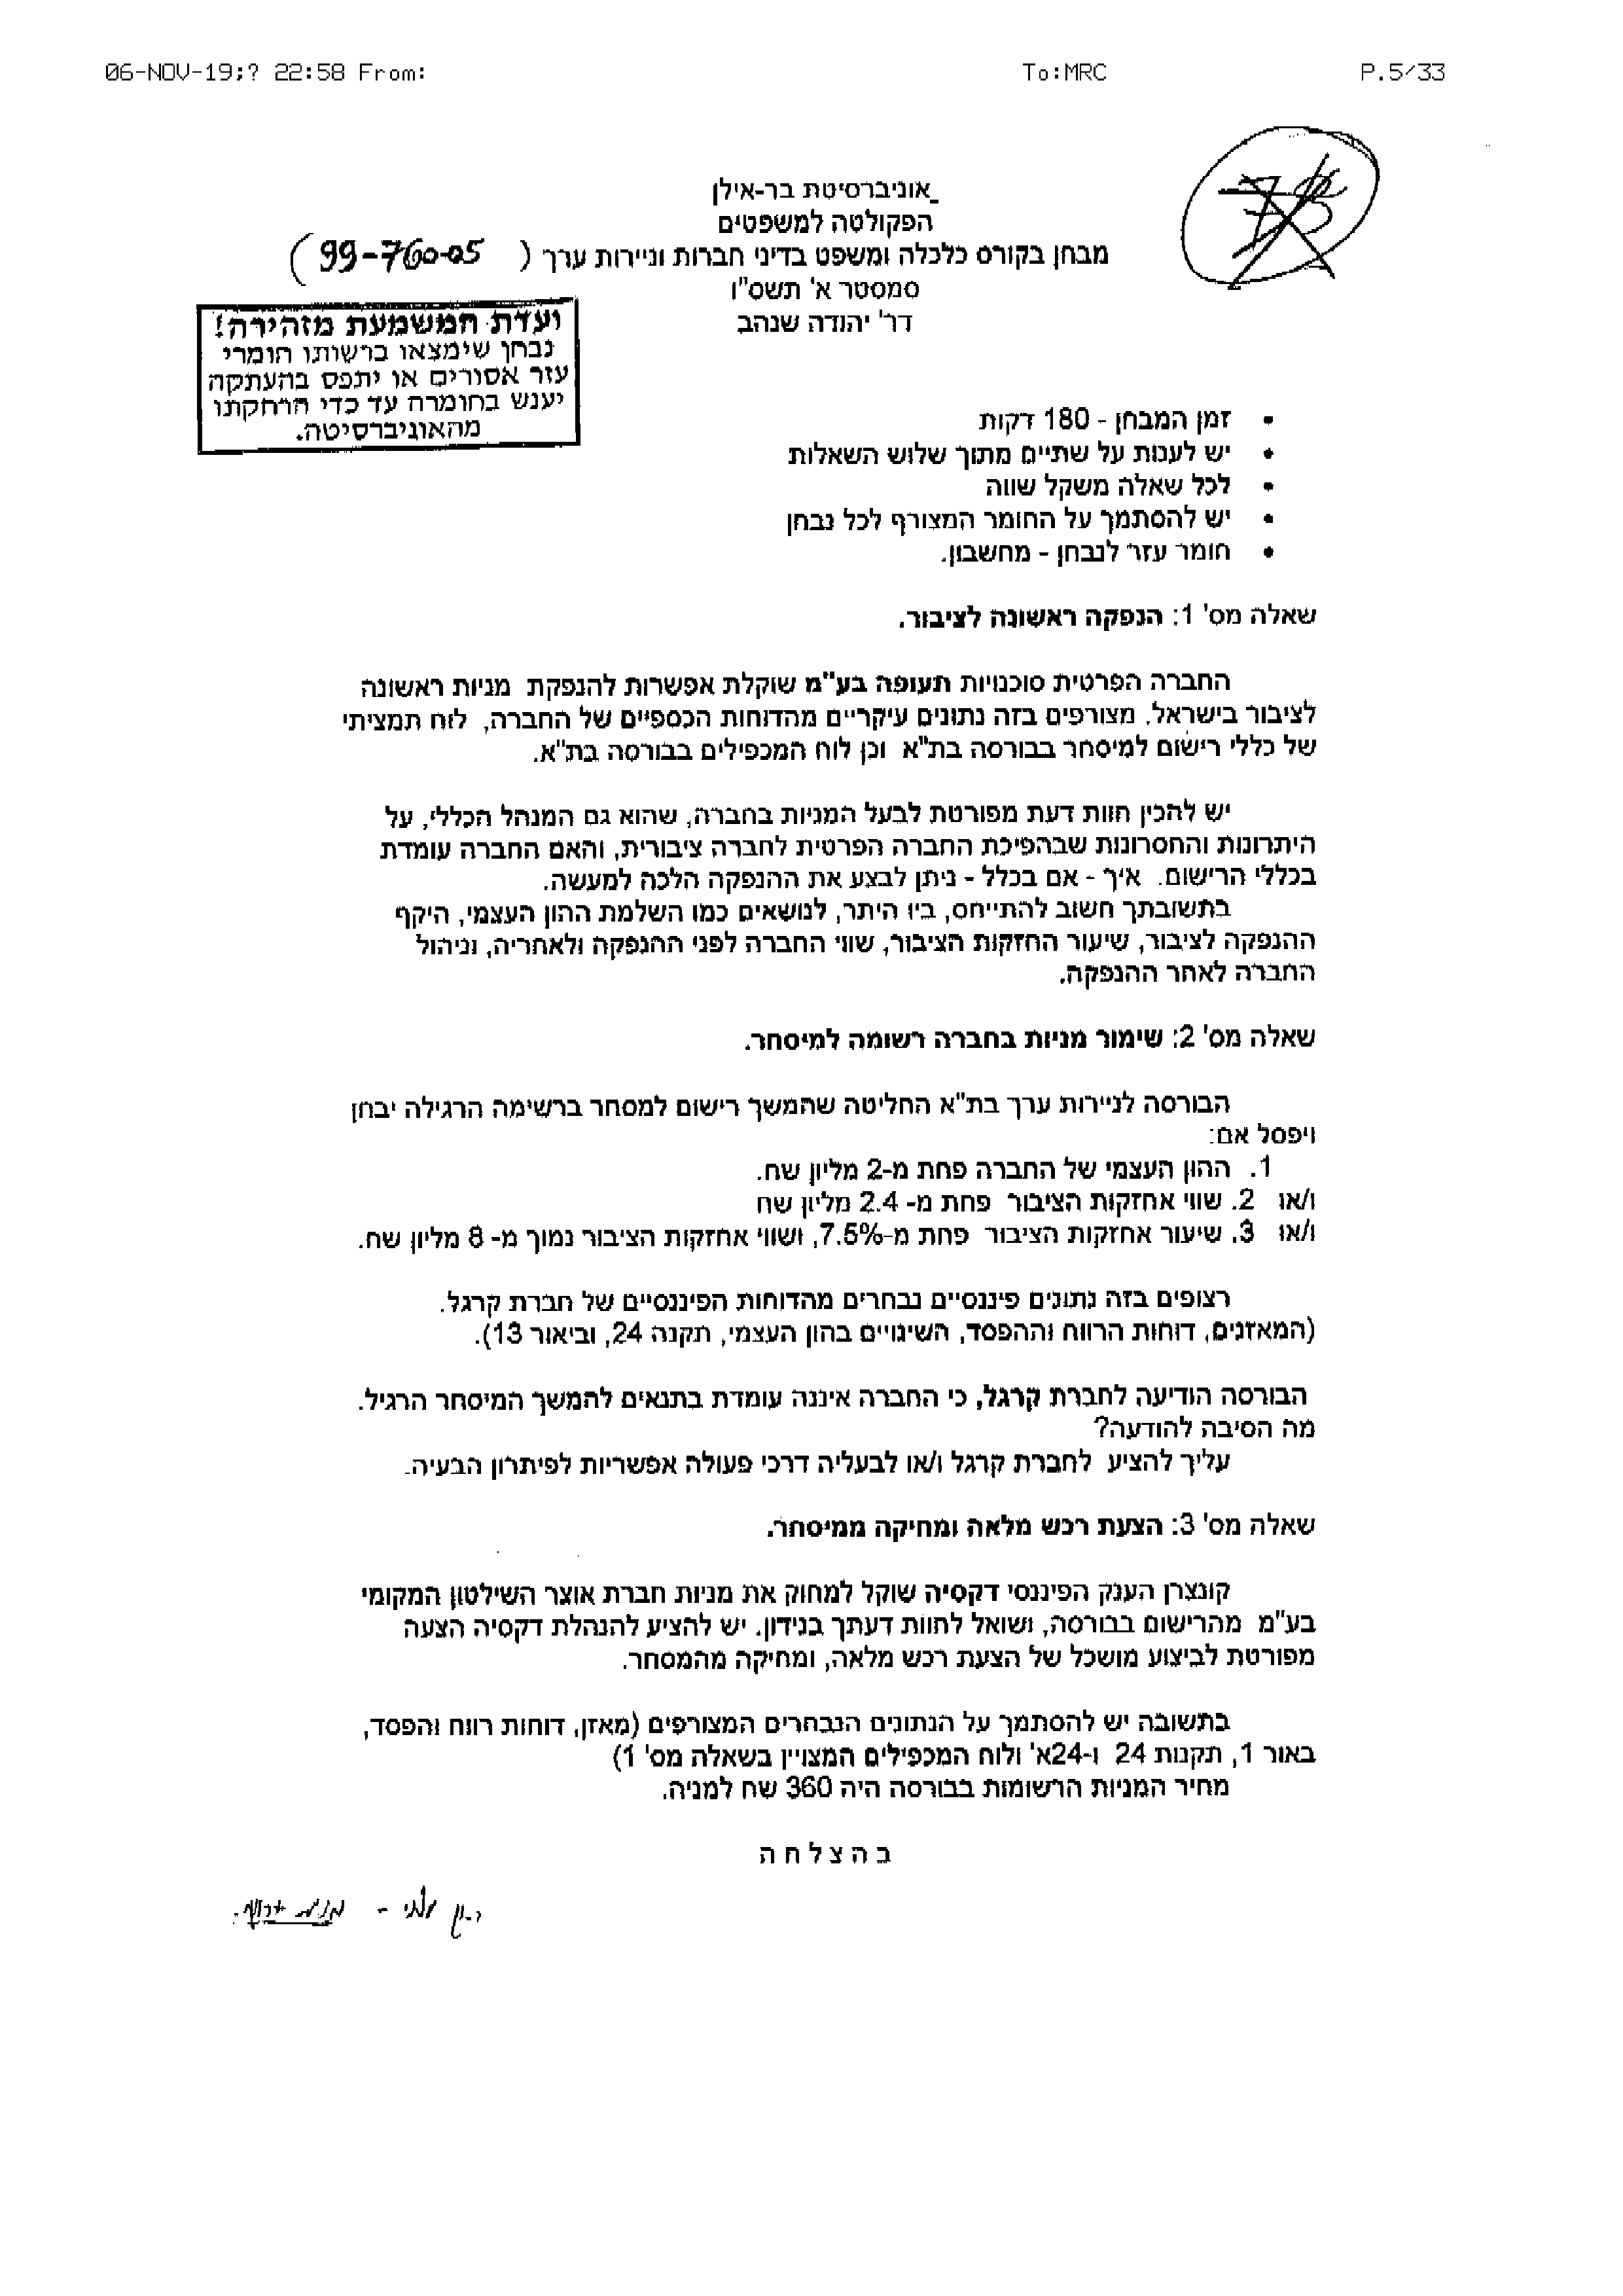 06-NOV-19;? 22:58 From: To:MRC P.5/33
אוניברסיטת בר-אילן
הפקולטה למשפטים
מבחן בקורס כלכלה ומשפט בדיני חברות וניירות ערך ( 99-760-05 )
סמסטר א' תשס"ו
דר' יהודה שנהב
ועדת המשמעת מזהירה!
נבחן שימצאו ברשותו חומרי
עזר אסורים או יתפס בהעתקה
יענש בחומרה עד כדי הרחקתו
מהאוניברסיטה.
• זמן המבחן - 180 דקות
• יש לענות על שתיים מתוך שלוש השאלות
• לכל שאלה משקל שווה
• יש להסתמך על החומר המצורף לכל נבחן
• חומר עזר לנבחן - מחשבון.
שאלה מס' 1: הנפקה ראשונה לציבור.
החברה הפרטית סוכנויות תעופה בע"מ שוקלת אפשרות להנפקת מניות ראשונה
לציבור בישראל. מצורפים בזה נתונים עיקריים מהדוחות הכספיים של החברה, לוח תמציתי
של כללי רישום למיסחר בבורסה בת"א וכן לוח המכפילים בבורסה בת"א.
יש להכין חוות דעת מפורטת לבעל המניות בחברה, שהוא גם המנהל הכללי, על
היתרונות והחסרונות שבהפיכת החברה הפרטית לחברה ציבורית, והאם החברה עומדת
בכללי הרישום. איך - אם בכלל - ניתן לבצע את ההנפקה הלכה למעשה.
בתשובתך חשוב להתייחס, בין היתר, לנושאים כמו השלמת ההון העצמי, היקף
ההנפקה לציבור, שיעור החזקות הציבור, שווי החברה לפני ההנפקה ולאחריה, וניהול
החברה לאחר ההנפקה.
שאלה מס' 2: שימור מניות בחברה רשומה למיסחר.
הבורסה לניירות ערך בת"א החליטה שהמשך רישום למסחר ברשימה הרגילה יבחן
ויפסל אם:
1. ההון העצמי של החברה פחת מ-2 מליון שח.
ו/או 2. שווי אחזקות הציבור פחת מ- 2.4 מליון שח
ו/או 3. שיעור אחזקות הציבור פחת מ-7.5%, ושווי אחזקות הציבור נמוך מ- 8 מליון שח.
רצופים בזה נתונים פיננסיים נבחרים מהדוחות הפיננסיים של חברת קרגל.
(המאזנים, דוחות הרווח וההפסד, השינויים בהון העצמי, תקנה 24, וביאור 13).
הבורסה הודיעה לחברת קרגל, כי החברה איננה עומדת בתנאים להמשך המיסחר הרגיל.
מה הסיבה להודעה?
עליך להציע לחברת קרגל ו/או לבעליה דרכי פעולה אפשריות לפיתרון הבעיה.
שאלה מס' 3: הצעת רכש מלאה ומחיקה ממיסחר.
קונצרן הענק הפיננסי דקסיה שוקל למחוק את מניות חברת אוצר השילטון המקומי
בע"מ מהרישום בבורסה, ושואל לחוות דעתך בנידון. יש להציע להנהלת דקסיה הצעה
מפורטת לביצוע מושכל של הצעת רכש מלאה, ומחיקה מהמסחר.
בתשובה יש להסתמך על הנתונים הנבחרים המצורפים (מאזן, דוחות רווח והפסד,
באור 1, תקנות 24 ו-24א' ולוח המכפילים המצויין בשאלה מס' 1)
מחיר המניות הרשומות בבורסה היה 360 שח למניה.
בהצלחה